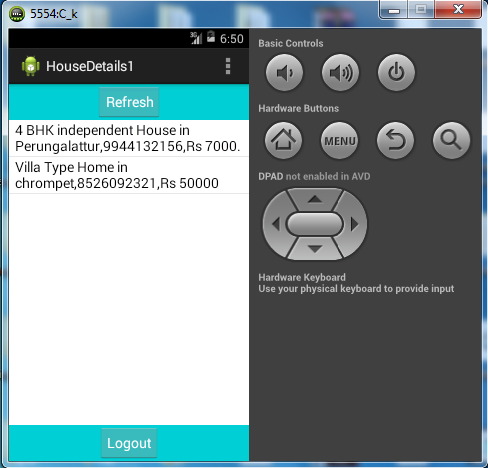 5554:C_k
3G 6:50
HouseDetails1
Refresh
4 BHK independent House in
Perungalattur,9944132156,Rs 7000.
Villa Type Home in
chrompet,8526092321,Rs 50000
Logout
Basic Controls
Hardware Buttons
MENU
DPAD not enabled in AVD
Hardware Keyboard
Use your physical keyboard to provide input